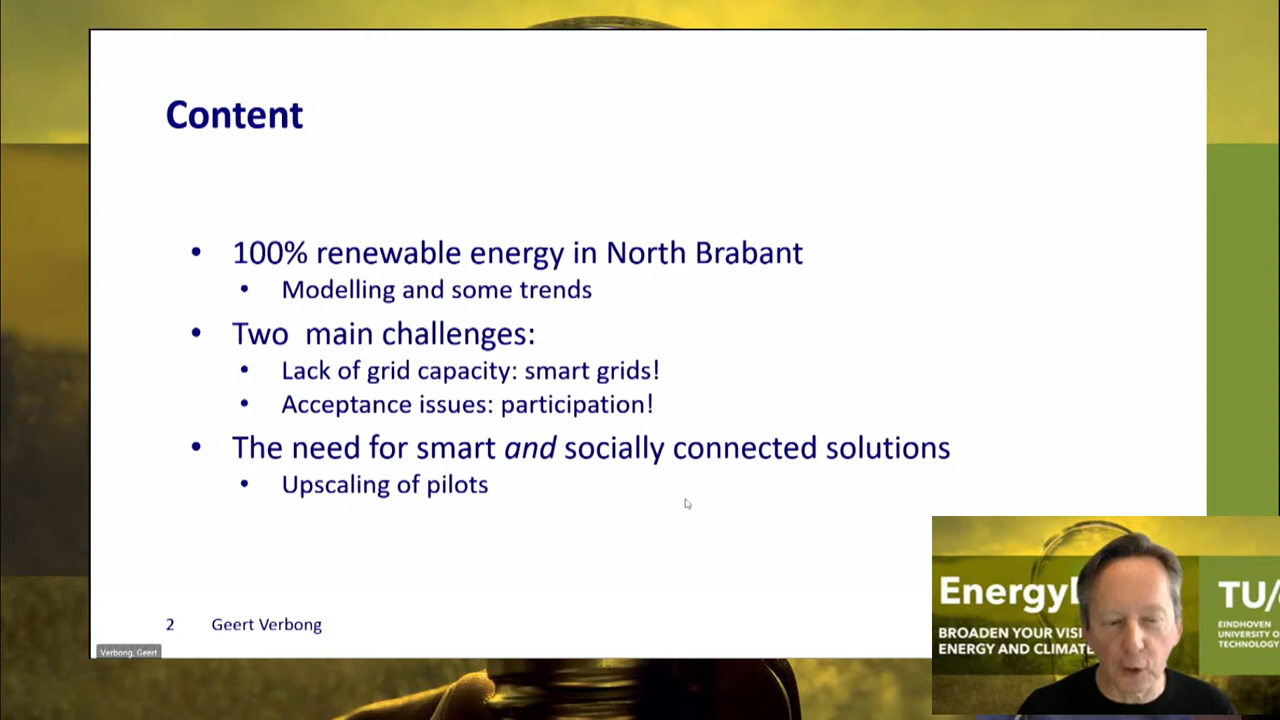 Content
• 100% renewable energy in North Brabant
• Modelling and some trends
• Two main challenges:
• Lack of grid capacity: smart grids!
• Acceptance issues: participation!
• The need for smart and socially connected solutions
• Upscaling of pilots
2 Geert Verbong
Verbong, Geert
Energy
TU/
BROADEN YOUR VISI
ENERGY AND CLIMATE
EINDHOVEN
UNIVERSITY O
TECHNOLOGY